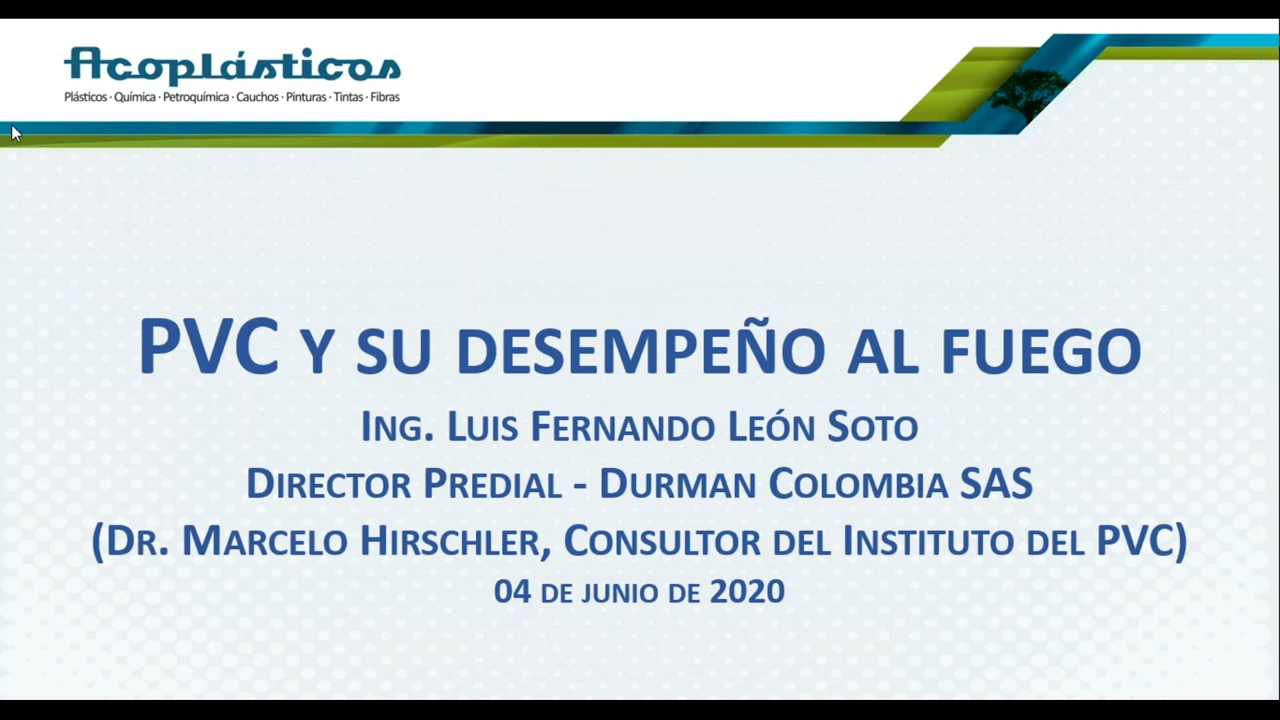 Acoplásticos
Plásticos · Química · Petroquímica · Cauchos · Pinturas · Tintas · Fibras
PVC Y SU DESEMPEÑO AL FUEGO
ING. LUIS FERNANDO LEÓN SOTO
DIRECTOR PREDIAL - DURMAN COLOMBIA SAS
(DR. MARCELO HIRSCHLER, CONSULTOR DEL INSTITUTO DEL PVC)
04 DE JUNIO DE 2020